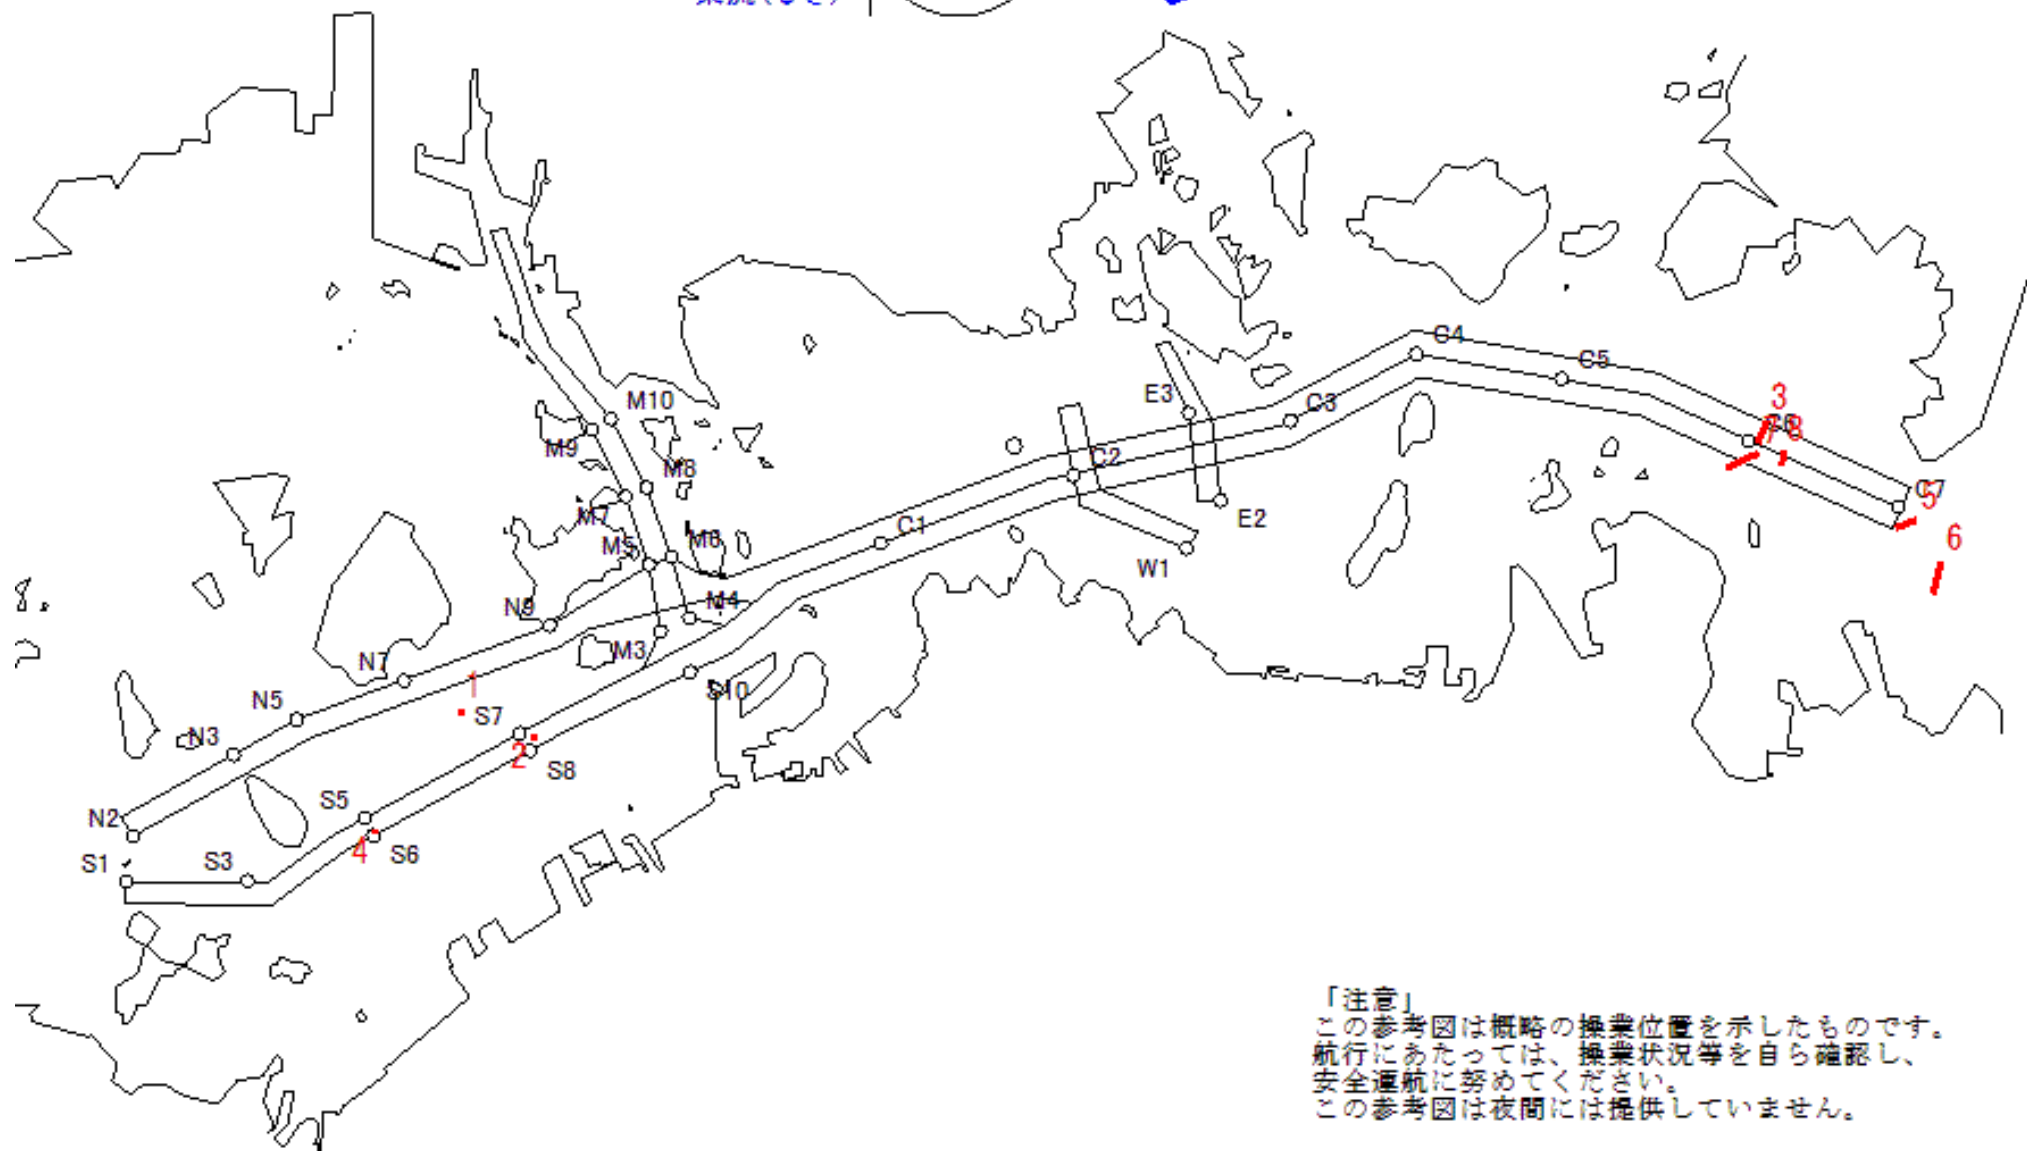 C4
C5
3
C6
7
8
E3
C3
M10
M9
M8
C2
C7
5
E2
M7
C1
M5
M6
W1
6
N9
M4
M3
N7
1
S10
N5
S7
N3
2
S8
S5
N2
4
S6
S1
S3
「注意」
この参考図は概略の操業位置を示したものです。
航行にあたっては、操業状況等を自ら確認し、
安全運航に努めてください。
この参考図は夜間には提供していません。